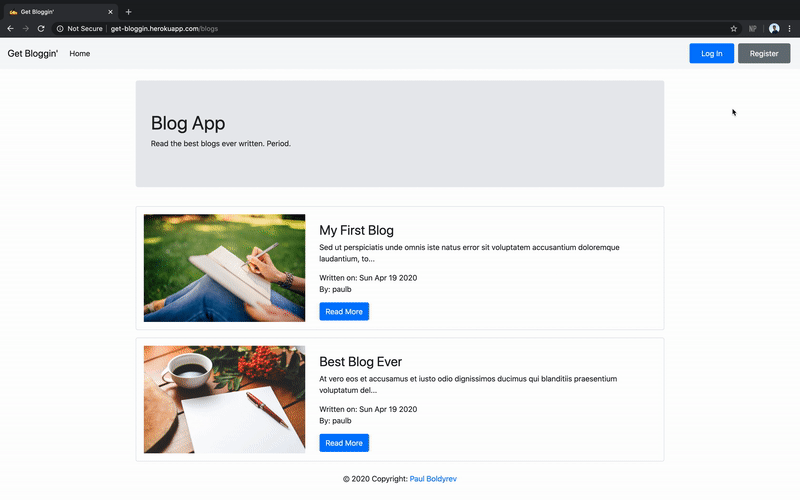 Get Bloggin'
Not Secure | get-bloggin.herokuapp.com/blogs
Get Bloggin' Home Log In Register
Blog App
Read the best blogs ever written. Period.
My First Blog
Sed ut perspiciatis unde omnis iste natus error sit voluptatem accusantium doloremque
laudantium, to...
Written on: Sun Apr 19 2020
By: paulb
Read More
Best Blog Ever
At vero eos et accusamus et iusto odio dignissimos ducimus qui blanditiis praesentium
voluptatum del...
Written on: Sun Apr 19 2020
By: paulb
Read More
© 2020 Copyright: Paul Boldyrev